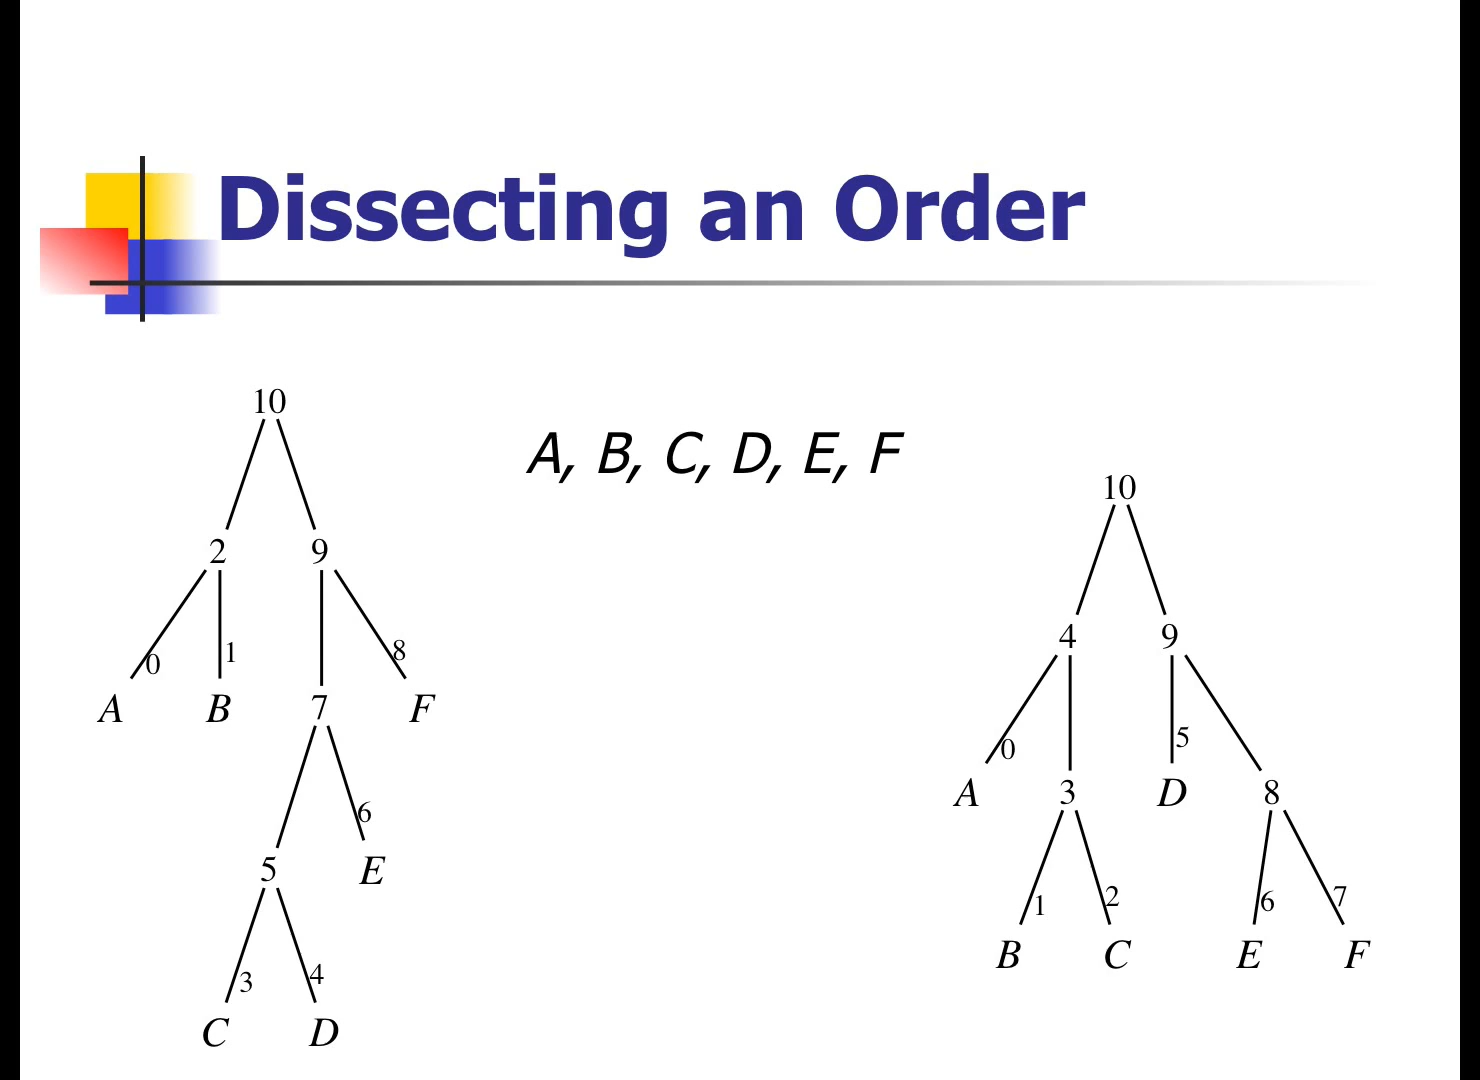 Dissecting an Order
A, B, C, D, E, F
10
2 9
0 1 8
A B 7 F
6
5 E
3 4
C D
10
4 9
0 5
A 3 D 8
1 2 6 7
B C E F